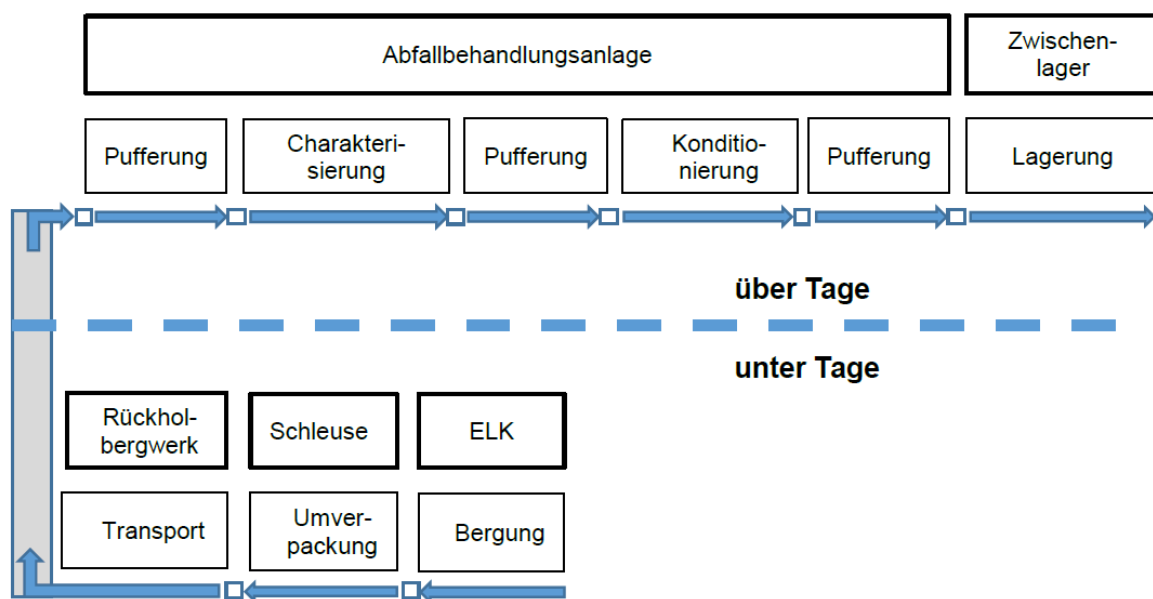 Abfallbehandlungsanlage
Zwischen-
lager
Pufferung
Charakteri-
sierung
Pufferung
Konditio-
nierung
Pufferung
Lagerung
über Tage
unter Tage
Rückhol-
bergwerk
Schleuse
ELK
Transport
Umver-
packung
Bergung